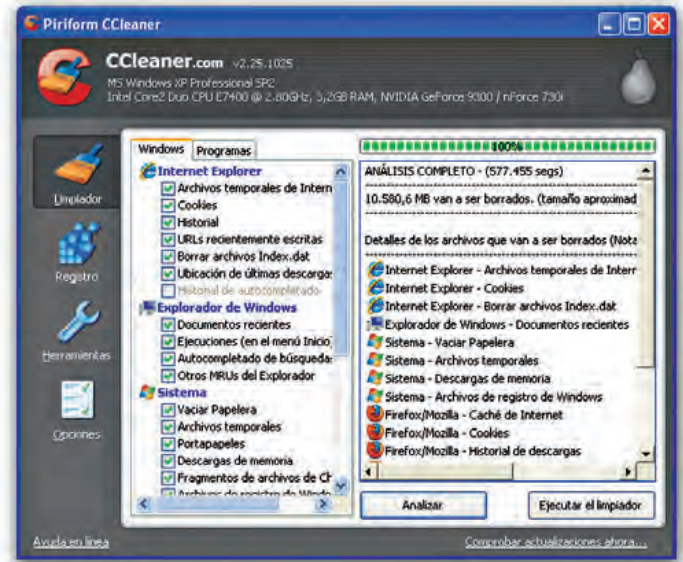 Piriform CCleaner
CCleaner.com v2.25.1025
MS Windows XP Professional SP2
Intel Core2 Duo CPU E7400 @ 2.80GHz, 3,2GB RAM, NVIDIA GeForce 9300 / nForce 730i
Limpiador
Registro
Herramientas
Opciones
Windows Programas
Internet Explorer
Archivos temporales de Intern
Cookies
Historial
URLs recientemente escritas
Borrar archivos Index.dat
Ubicación de últimas descargas
Historial de autocompletado
Explorador de Windows
Documentos recientes
Ejecuciones (en el menú Inicio)
Autocompletado de búsquedas
Otros MRUs del Explorador
Sistema
Vaciar Papelera
Archivos temporales
Portapapeles
Descargas de memoria
Fragmentos de archivos de Ch
Archivos de registro de Windo
100%
ANÁLISIS COMPLETO - (577.455 segs)
10.580,6 MB van a ser borrados. (tamaño aproximad
Detalles de los archivos que van a ser borrados (Nota
Internet Explorer - Archivos temporales de Interr
Internet Explorer - Cookies
Internet Explorer - Borrar archivos Index.dat
Explorador de Windows - Documentos recientes
Sistema - Vaciar Papelera
Sistema - Archivos temporales
Sistema - Descargas de memoria
Sistema - Archivos de registro de Windows
Firefox/Mozilla - Caché de Internet
Firefox/Mozilla - Cookies
Firefox/Mozilla - Historial de descargas
Analizar Ejecutar el limpiador
Ayuda en línea Comprobar actualizaciones ahora...